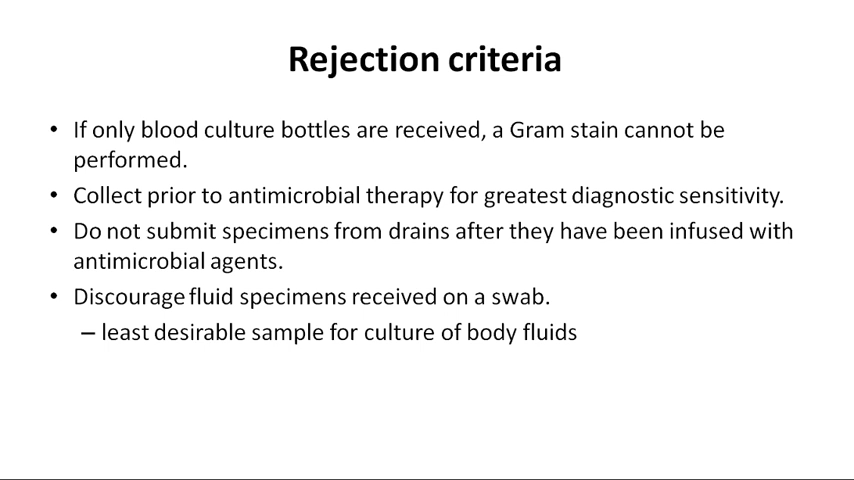 Rejection criteria
• If only blood culture bottles are received, a Gram stain cannot be
performed.
• Collect prior to antimicrobial therapy for greatest diagnostic sensitivity.
• Do not submit specimens from drains after they have been infused with
antimicrobial agents.
• Discourage fluid specimens received on a swab.
– least desirable sample for culture of body fluids